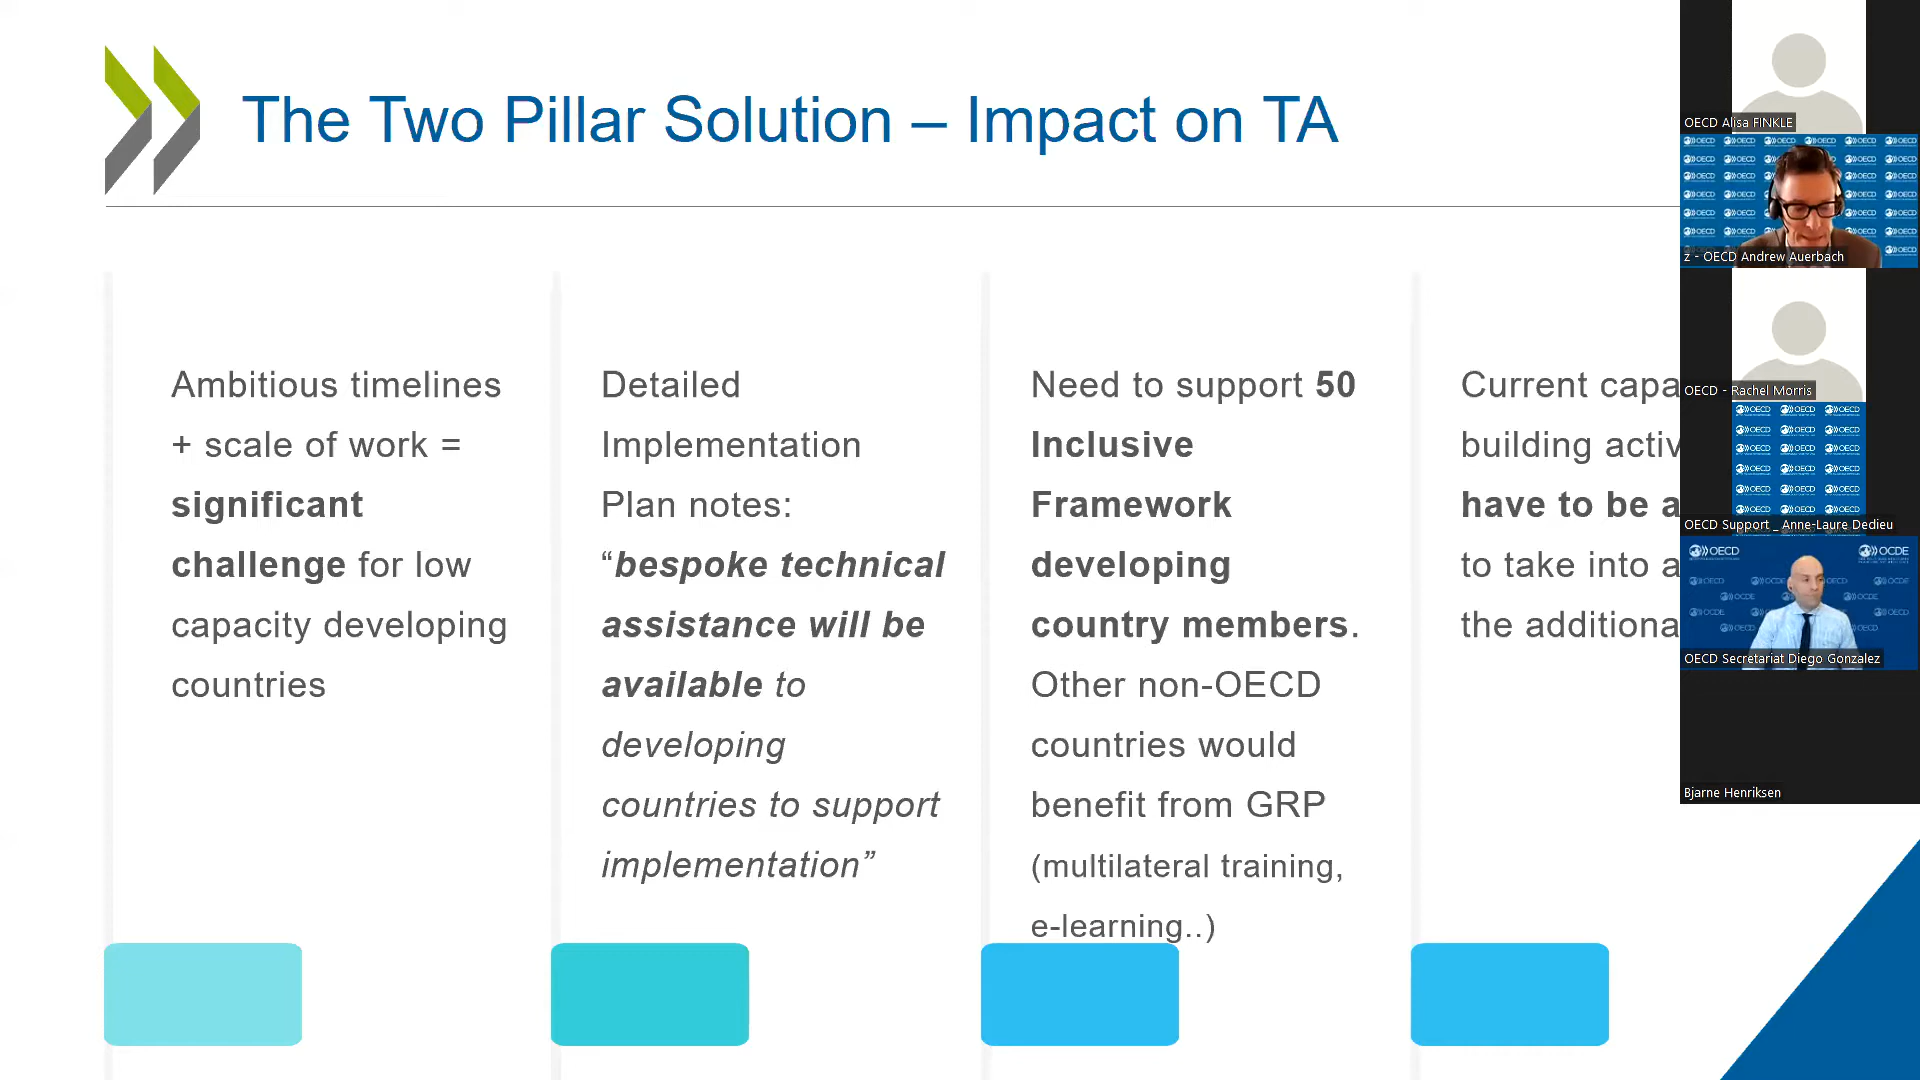 The Two Pillar Solution – Impact on TA
Ambitious timelines
+ scale of work =
significant
challenge for low
capacity developing
countries
Detailed
Implementation
Plan notes:
“bespoke technical
assistance will be
available to
developing
countries to support
implementation”
Need to support 50
Inclusive
Framework
developing
country members.
Other non-OECD
countries would
benefit from GRP
(multilateral training,
e-learning..)
Current capa
building activ
have to be a
to take into a
the additiona
OECD Alisa FINKLE
z - OECD Andrew Auerbach
OECD - Rachel Morris
OECD Support _ Anne-Laure Dedieu
OECD
OCDE
OECD Secretariat Diego Gonzalez
Bjarne Henriksen